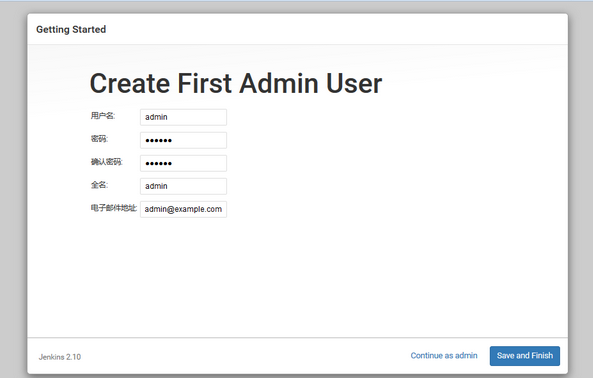 Getting Started
Create First Admin User
用户名: admin
密码: ••••••
确认密码: ••••••
全名: admin
电子邮件地址: admin@example.com
Jenkins 2.10
Continue as admin
Save and Finish